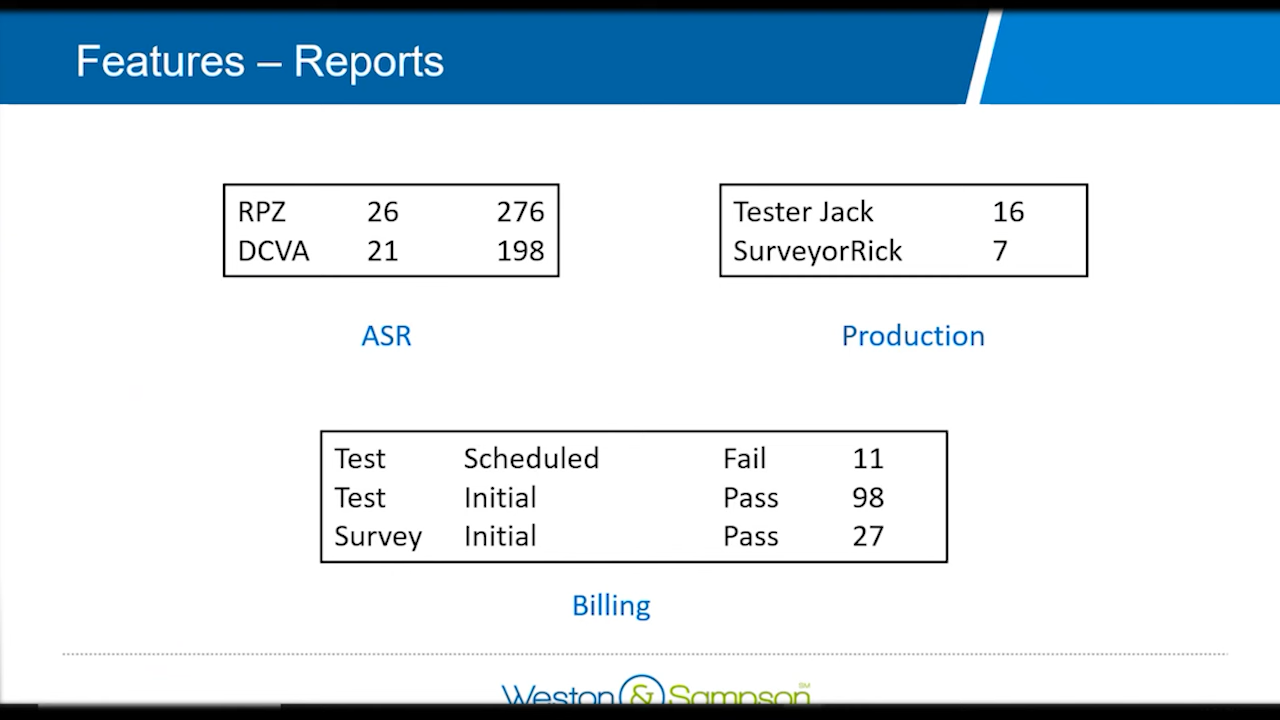 Features – Reports
RPZ 26 276
DCVA 21 198
ASR
Tester Jack 16
SurveyorRick 7
Production
Test Scheduled Fail 11
Test Initial Pass 98
Survey Initial Pass 27
Billing
Weston & Sampson℠